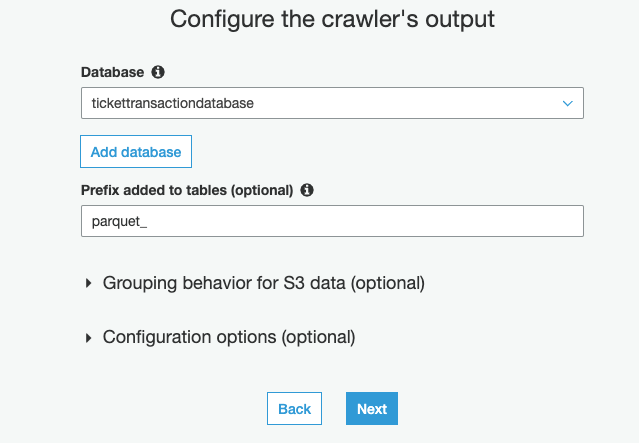 Configure the crawler's output
Database
tickettransactiondatabase
Add database
Prefix added to tables (optional)
parquet_
Grouping behavior for S3 data (optional)
Configuration options (optional)
Back
Next